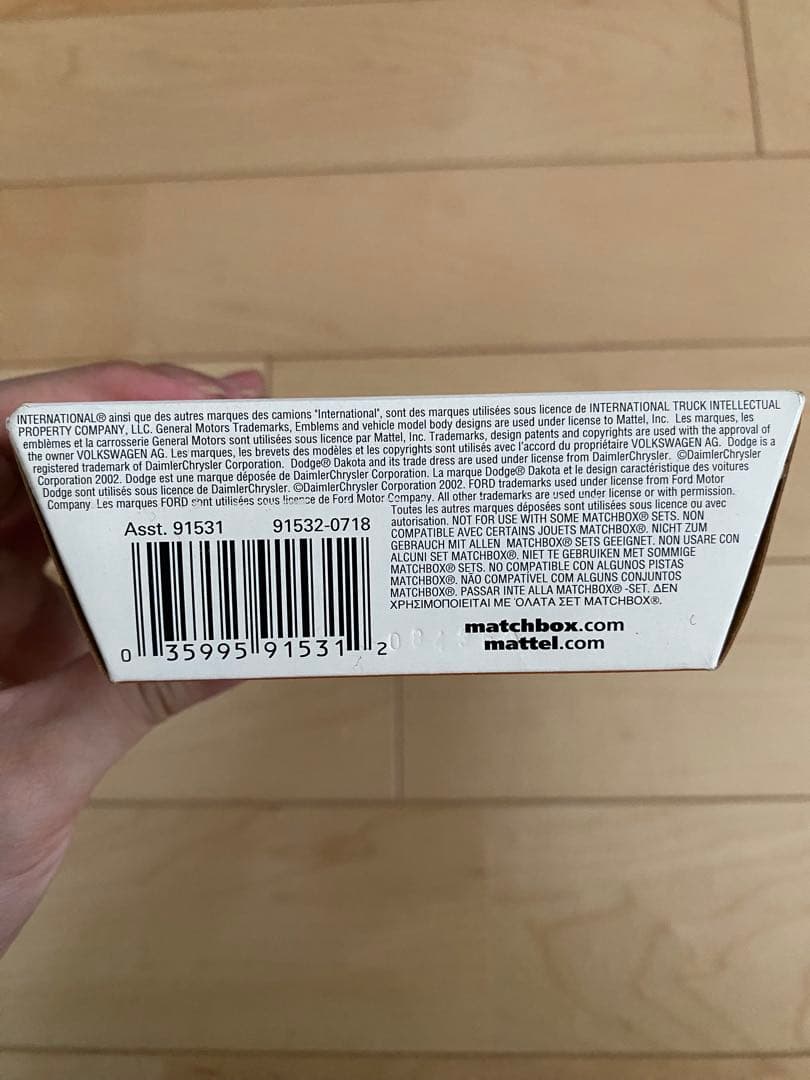 INTERNATIONAL® ainsi que des autres marques des camions "International", sont des marques utilisées sous licence de INTERNATIONAL TRUCK INTELLECTUAL
PROPERTY COMPANY, LLC. General Motors Trademarks, Emblems and vehicle model body designs are used under license to Mattel, Inc. Les marques, les
emblèmes et la carrosserie General Motors sont utilisées sous licence par Mattel, Inc. Trademarks, design patents and copyrights are used with the approval of
the owner VOLKSWAGEN AG. Les marques, les brevets des modèles et les copyrights sont utilisés avec l'accord du propriétaire VOLKSWAGEN AG. Dodge is a
registered trademark of DaimlerChrysler Corporation. Dodge® Dakota and its trade dress are used under license from DaimlerChrysler. ©DaimlerChrysler
Corporation 2002. Dodge est une marque déposée de DaimlerChrysler Corporation. La marque Dodge® Dakota et le design caractéristique des voitures
Dodge sont utilisés sous licence de DaimlerChrysler. ©DaimlerChrysler Corporation 2002. FORD trademarks used under license from Ford Motor
Company. Les marques FORD sont utilisées sous licence de Ford Motor Company. All other trademarks are used under license or with permission.
Toutes les autres marques déposées sont utilisées sous licence ou avec
autorisation. NOT FOR USE WITH SOME MATCHBOX® SETS. NON
COMPATIBLE AVEC CERTAINS JOUETS MATCHBOX®. NICHT ZUM
GEBRAUCH MIT ALLEN MATCHBOX® SETS GEEIGNET. NON USARE CON
ALCUNI SET MATCHBOX®. NIET TE GEBRUIKEN MET SOMMIGE
MATCHBOX® SETS. NO COMPATIBLE CON ALGUNOS PISTAS
MATCHBOX®. NÃO COMPATÍVEL COM ALGUNS CONJUNTOS
MATCHBOX®. PASSAR INTE ALLA MATCHBOX® -SET. ΔΕΝ
ΧΡΗΣΙΜΟΠΟΙΕΙΤΑΙ ΜΕ ΌΛΑΤΑ ΣΕΤ MATCHBOX®.
Asst. 91531 91532-0718
0 35995 91531 2
matchbox.com
mattel.com